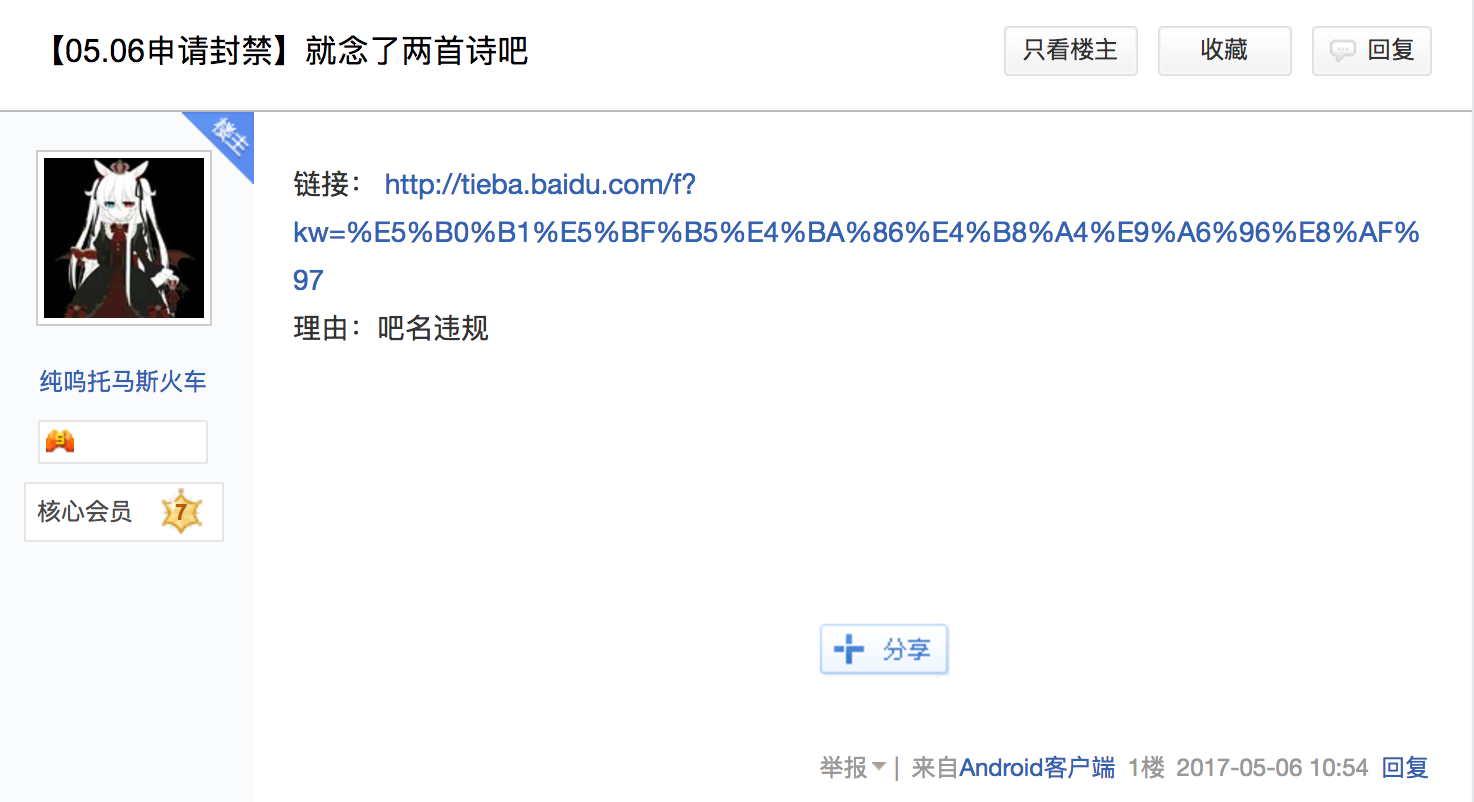 【05.06申请封禁】就念了两首诗吧
只看楼主
收藏
回复
楼主
链接： http://tieba.baidu.com/f?
kw=%E5%B0%B1%E5%BF%B5%E4%BA%86%E4%B8%A4%E9%A6%96%E8%AF%
97
理由：吧名违规
纯呜托马斯火车
9
核心会员 7
分享
举报 | 来自Android客户端 1楼 2017-05-06 10:54 回复